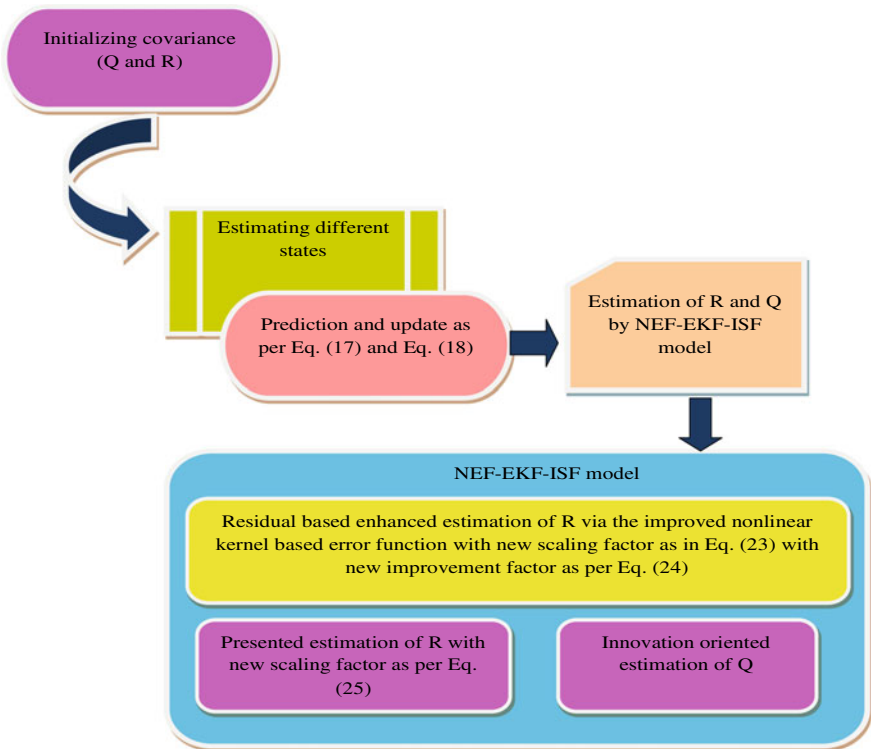 Initializing covariance
(Q and R)
Estimating different
states
Prediction and update as
per Eq. (17) and Eq. (18)
Estimation of R and Q
by NEF-EKF-ISF
model
NEF-EKF-ISF model
Residual based enhanced estimation of R via the improved nonlinear
kernel based error function with new scaling factor as in Eq. (23) with
new improvement factor as per Eq. (24)
Presented estimation of R with
new scaling factor as per Eq.
(25)
Innovation oriented
estimation of Q